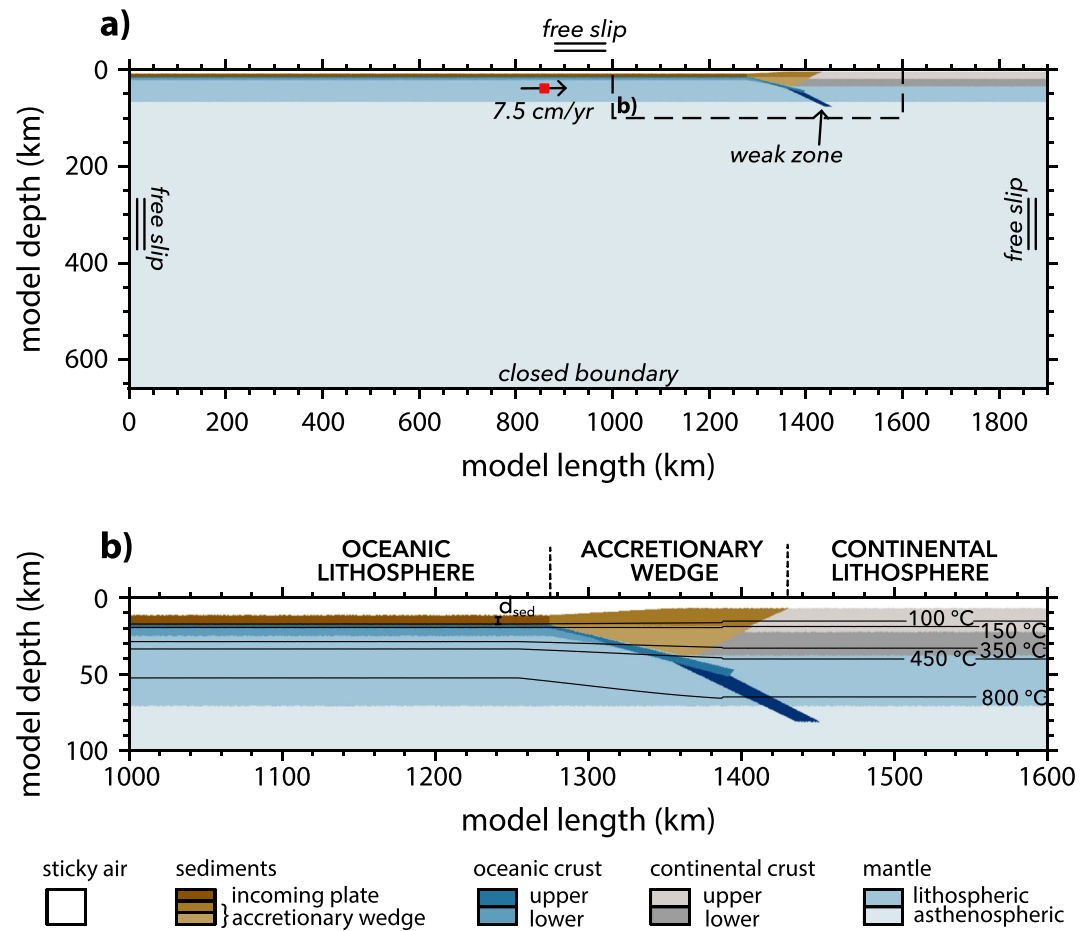 a)
free slip
0
200
400
600
model depth (km)
7.5 cm/yr
b)
weak zone
free slip
free slip
closed boundary
0 200 400 600 800 1000 1200 1400 1600 1800
model length (km)
b)
OCEANIC
LITHOSPHERE
ACCRETIONARY
WEDGE
CONTINENTAL
LITHOSPHERE
0
50
100
model depth (km)
dsed
100 °C
150 °C
350 °C
450 °C
800 °C
1000 1100 1200 1300 1400 1500 1600
model length (km)
sticky air
sediments
incoming plate
}accretionary wedge
oceanic crust
upper
lower
continental crust
upper
lower
mantle
lithospheric
asthenospheric